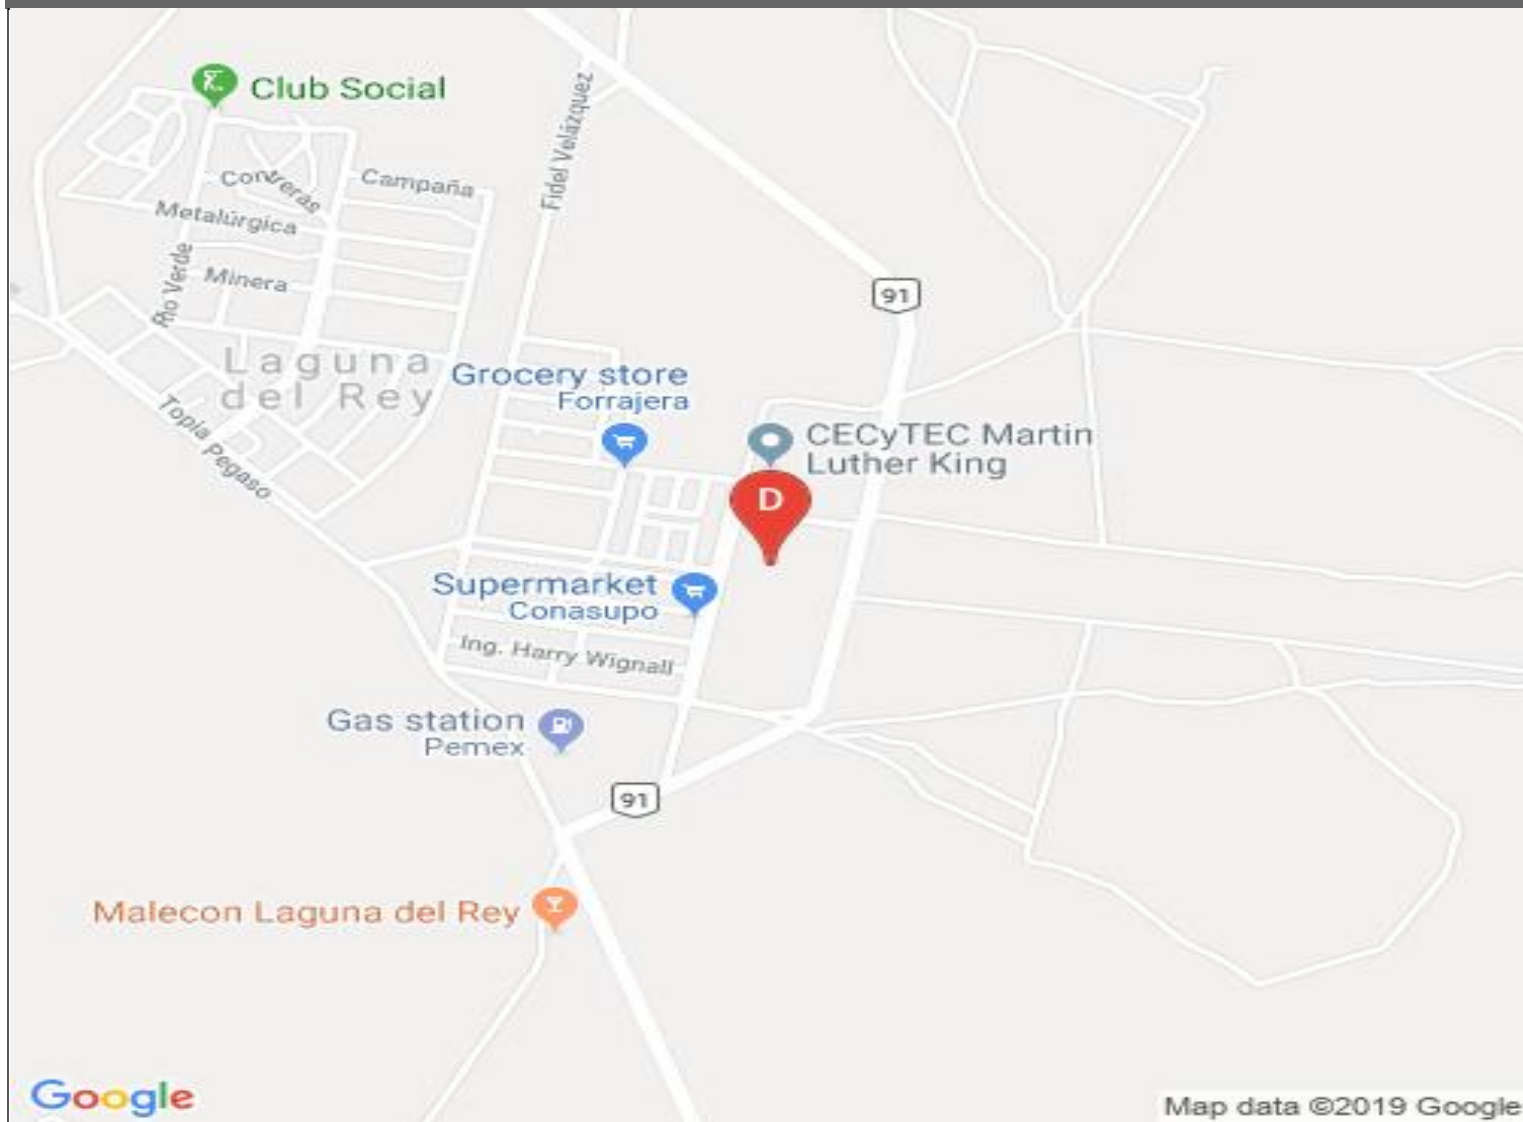 Club Social
Fidel Velázquez
Contreras
Campaña
Metalúrgica
Río Verde
Minera
91
Laguna
del Rey
Grocery store
Forrajera
Topia Pegaso
CECyTEC Martin
Luther King
D
Supermarket
Conasupo
Ing. Harry Wignall
Gas station
Pemex
91
Malecon Laguna del Rey
Google
Map data ©2019 Google